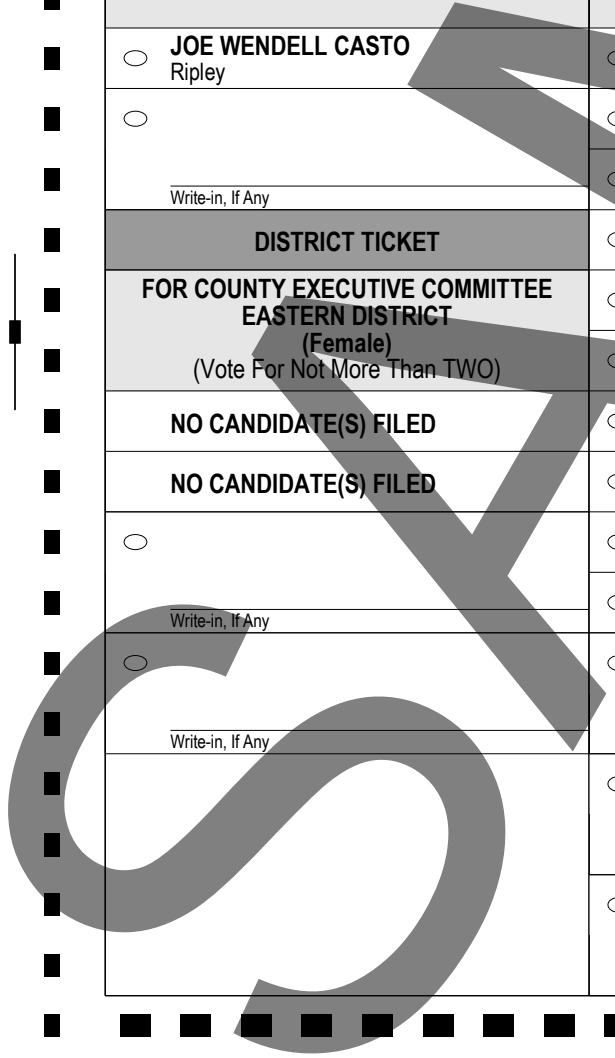 JOE WENDELL CASTO
Ripley
Write-in, If Any
DISTRICT TICKET
FOR COUNTY EXECUTIVE COMMITTEE
EASTERN DISTRICT
(Female)
(Vote For Not More Than TWO)
NO CANDIDATE(S) FILED
NO CANDIDATE(S) FILED
Write-in, If Any
Write-in, If Any
SA